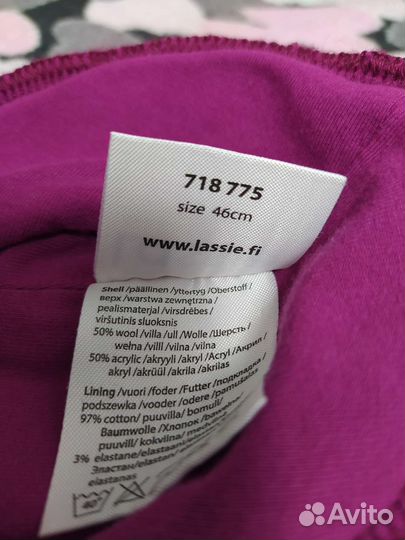 718 775
size 46cm
www.lassie.fi
Shell /päällinen /yttertyg /Oberstoff /
верх /warstwa zewnętrzna /
pealismaterjal /virsdrēbes /
viršutinis sluoksnis
50% wool /villa /ull /Wolle /Шерсть /
wełna /villi /vilna /vilna
50% acrylic /akryyli /akryl /Acryl /Акрил /
akryl /akrüül /akrila /akrilas
Lining /vuori /foder /Futter /подкладка /
podszewka /vooder /odere /pamušalas
97% cotton/ puuvilla/ bomull/
Baumwolle /Хлопок /bawełna/
puuvill/ kokvilna/
3% elastane/elastaani/elastan/
Эластан/elastan/
elastanas
40°
Avito